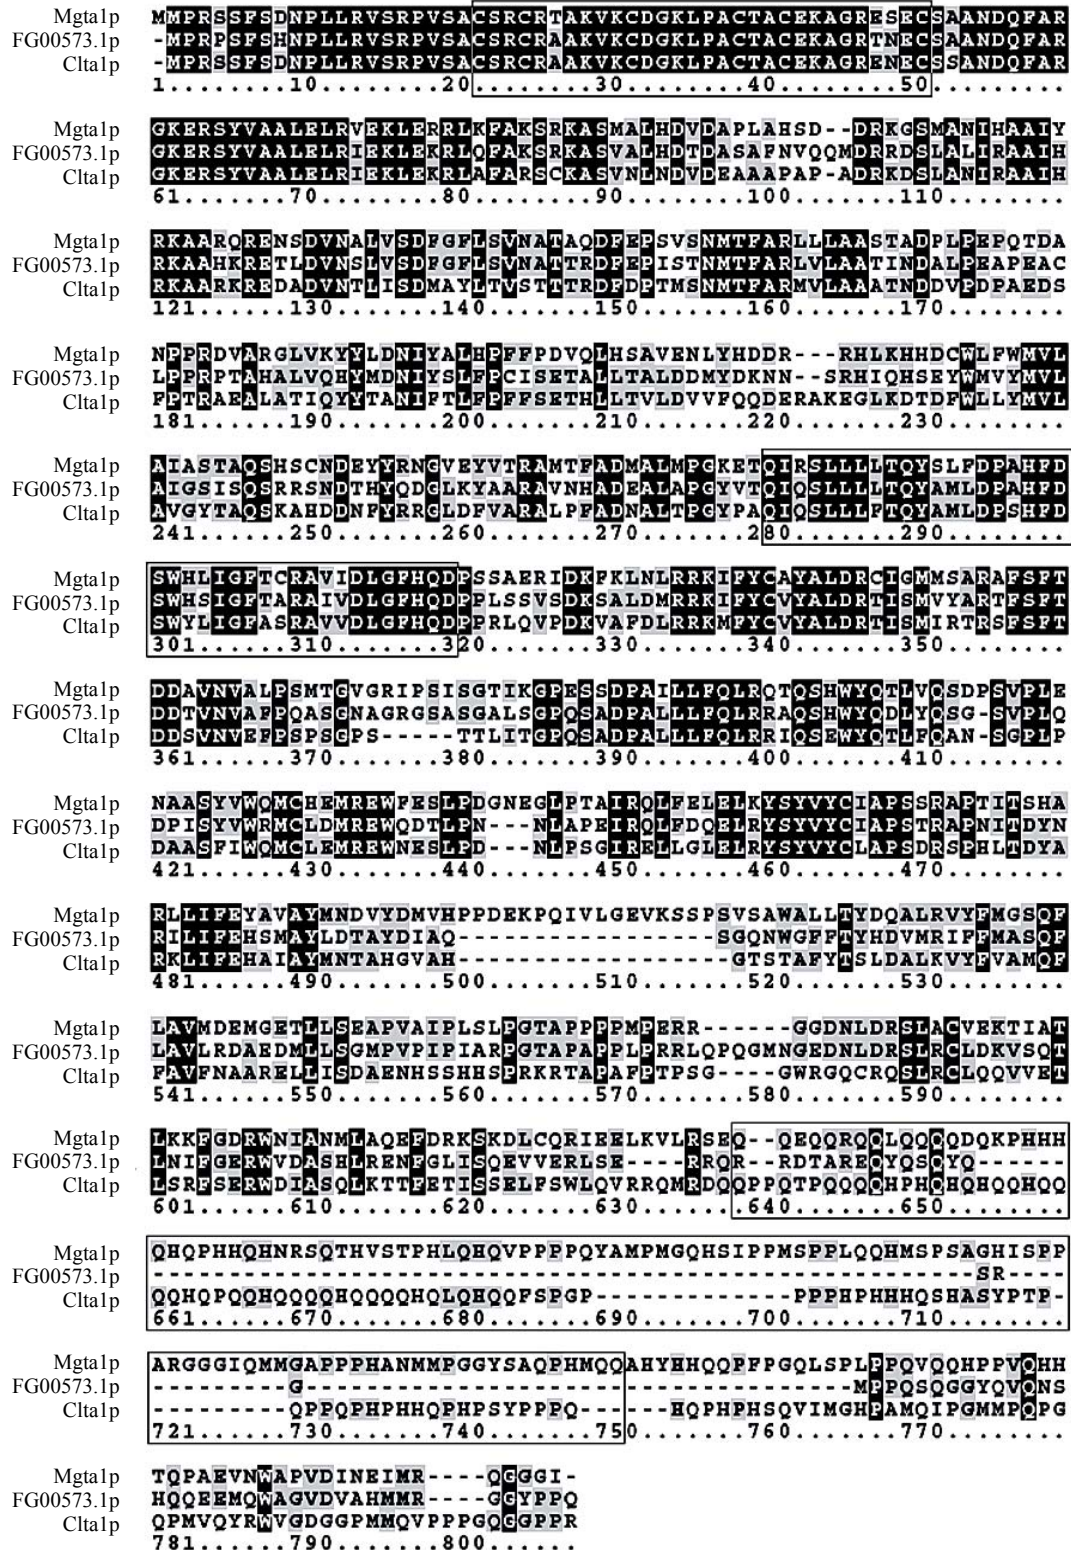 Mgta1p MMPRSSFSDNPLLRVSRPVSACSRCRTAKVKCDGKLPACTACEKAGRESECSAANDQFAR
FG00573.1p -MPRPSFSHNPLLRVSRPVSACSRCRAAKVKCDGKLPACTACEKAGRTNECSAANDQFAR
Clta1p -MPRSSFSDNPLLRVSRPVSACSRCRAAKVKCDGKLPACTACEKAGRENECSSANDQFAR
1........10........20........30........40........50.........
Mgta1p GKERSYVAALELRVEKLERRLKFAKSRKASMALHDVDAPLAHSD--DRKGSMANIHAAIY
FG00573.1p GKERSYVAALELRIEKLEKRLQFAKSRKASVALHDTDASAFNVQQMDRRDSLALIRAAIH
Clta1p GKERSYVAALELRIEKLEKRLAFARSCKASVNLNDVDEAAAPAP-ADRKDSLANIRAAIH
61.......70........80........90........100.......110.........
Mgta1p RKAARQRENSDVNALVSDFGFLSVNATAQDFEPSVSNMTFARLLLAASTADPLPEPQTDA
FG00573.1p RKAAHKRETLDVNSLVSDFGFLSVNATTRDFEPISTNMTFARLVLAATINDALPEAPEAC
Clta1p RKAARKREDADVNTLISDMAYLTVSTTTRDFDPTMSNMTFARMVLAAATNDDVPDPAEDS
121......130.......140.......150.......160.......170.........
Mgta1p NPPRDVARGLVKYYLDNIYALHPFFPDVQLHSAVENLYHDDR---RHLKHHDCWLFWMVL
FG00573.1p LPPRPTAHALVQHYMDNIYSLFPCISETALLTALDDMYDKNN--SRHIQHSEYWMVYMVL
Clta1p FPTRAEALATIQYYTANIFTLFPFFSETHLLTVLDVVFQQDERAKEGLKDTDFWLLYMVL
181......190.......200.......210.......220.......230.........
Mgta1p AIASTAQSHSCNDEYYRNGVEYVTRAMTFADMALMPGKETQIRSLLLLTQYSLFDPAHFD
FG00573.1p AIGSISQSRRSNDTHYQDGLKYAARAVNHADEALAPGYVTQIQSLLLLTQYAMLDPAHFD
Clta1p AVGYTAQSKAHDDNFYRRGLDFVARALPFADNALTPGYPAQIQSLLLFTQYAMLDPSHFD
241......250.......260.......270.......280.......290.........
Mgta1p SWHLIGFTCRAVIDLGFHQDPSSAERIDKFKLNLRRKIFYCAYALDRCIGMMSARAFSFT
FG00573.1p SWHSIGFTARAIVDLGFHQDPPLSSVSDKSALDMRRKIFYCVYALDRTISMVYARTFSFT
Clta1p SWYLIGFASRAVVDLGFHQDPPRLQVPDKVAFDLRRKMFYCVYALDRTISMIRTRSFSFT
301......310.......320.......330.......340.......350.........
Mgta1p DDAVNVALPSMTGVGRIPSISGTIKGPESSDPAILLFQLRQTQSHWYQTLVQSDPSVPLE
FG00573.1p DDTVNVAFPQASGNAGRGSASGALSGPQSADPALLLFQLRRAQSHWYQDLYQSG-SVPLQ
Clta1p DDSVNVEFPSPSGPS-----TTLITGPQSADPALLLFQLRRIQSEWYQTLFQAN-SGPLP
361......370.......380.......390.......400.......410.........
Mgta1p NAASYVWQMCHEMREWFESLPDGNEGLPTAIRQLFELELKYSYVYCIAPSSRAPTITSHA
FG00573.1p DPISYVWRMCLDMREWQDTLPN---NLAPEIRQLFDQELRYSYVYCIAPSTRAPNITDYN
Clta1p DAASFIWQMCLEMREWNESLPD---NLPSGIRELLGLELRYSYVYCLAPSDRSPHLTDYA
421......430.......440.......450.......460.......470.........
Mgta1p RLLIFEYAVAYMNDVYDMVHPPDEKPQIVLGEVKSSPSVSAWALLTYDQALRVYFMGSQF
FG00573.1p RILIFEHSMAYLDTAYDIAQ-----------------SGQNWGFFTYHDVMRIFFMASQF
Clta1p RKLIFEHAIAYMNTAHGVAH------------------GTSTAFYTSLDALKVYFVAMQF
481......490.......500.......510.......520.......530.........
Mgta1p LAVMDEMGETLLSEAPVAIPLSLPGTAPPPPMPERR------GGDNLDRSLACVEKTIAT
FG00573.1p LAVLRDAEDMLLSGMPVPIPIARPGTAPAPPLPRRLQPQGMNGEDNLDRSLRCLDKVSQT
Clta1p FAVFNAARELLISDAENHSSHHSPRKRTAPAFPTPSG----GWRGQCRQSLRCLQQVVET
541......550.......560.......570.......580.......590.........
Mgta1p LKKFGDRWNIANMLAQEFDRKSKDLCQRIEELKVLRSEQ--QEQQRQQLQQQQDQKPHHH
FG00573.1p LNIFGERWVDASHLRENFGLISQEVVERLSE----RRQR--RDTAREQYQSQYQ------
Clta1p LSRFSERWDIASQLKTTFETISSELFSWLQVRRQMRDQQPPQTPQQQQHPHQHQHQQHQQ
601......610.......620.......630.......640.......650.........
Mgta1p QHQPHHQHNRSQTHVSTPHLQHQVPPPPQYAMPMGQHSIPPMSPPLQQHMSPSAGHISPP
FG00573.1p ------------------------------------------------------SR----
Clta1p QQHQPQQHQQQQHQQQQHQLQHQQFSPGP-------------PPPHPHHHQSHASYPTP-
661......670.......680.......690.......700.......710.........
Mgta1p ARGGGIQMMGAPPPPHANMMPGGYSAQPHMQQAHYHHQQPFPGQLSPLPPQVQQHPPVQHH
FG00573.1p ---------G------------------------------------MPPQSQGGYQVQNS
Clta1p ---------QPPQPHPHHQPHPSYPPPQ------HQPHPHSQVIMGHPAMQIPGMMPQPG
721......730.......740.......750.......760.......770.........
Mgta1p TQPAEVNWAPVDINEIMR----QGGGI-
FG00573.1p HQQEEMQWAGVDVAHMMR----GGYPPQ
Clta1p QPMVQYRWVGDGGPMMQVPPPGQGGPPR
781......790.......800.......